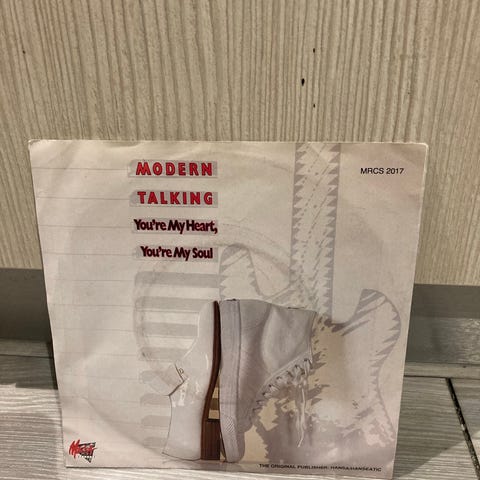 MODERN
TALKING
You're My Heart,
You're My Soul
MRCS 2017
THE ORIGINAL PUBLISHER: HANSA/HANSEATIC